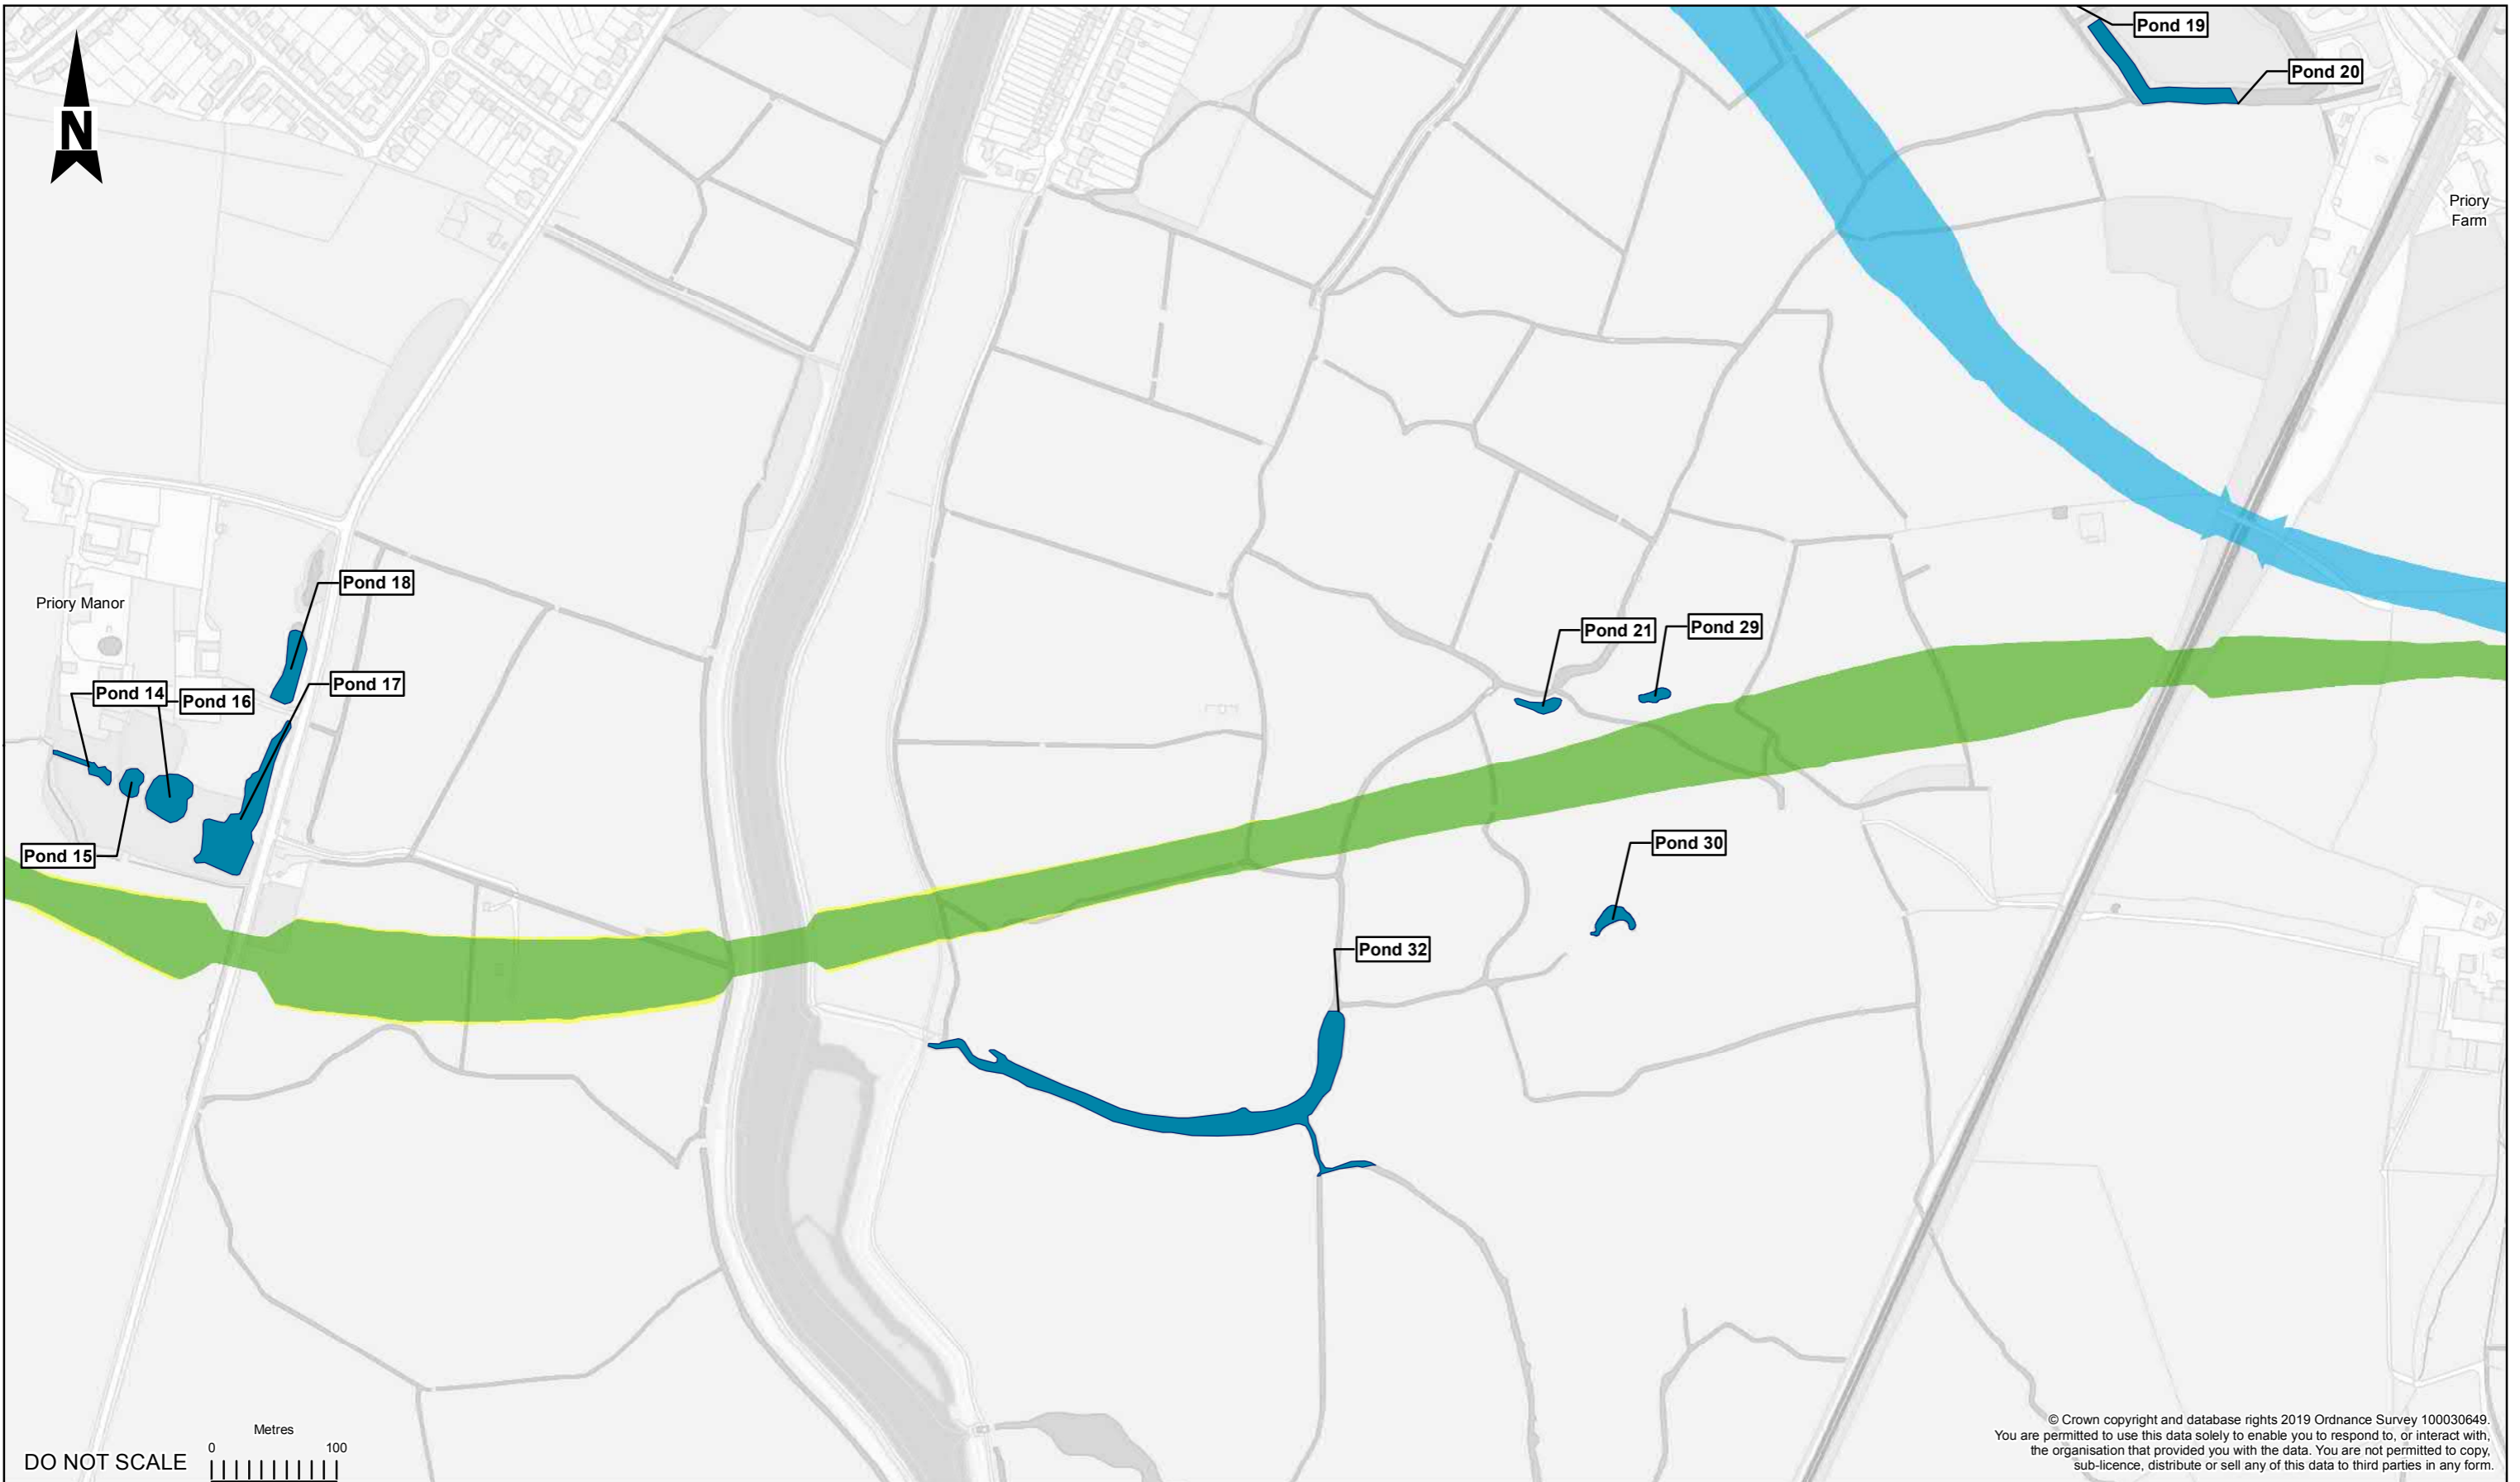 Pond 19
Pond 20
N
Priory
Farm
Pond 18
Priory Manor
Pond 21
Pond 29
Pond 14
Pond 16
Pond 17
Pond 15
Pond 30
Pond 32
Metres
0 100
DO NOT SCALE
© Crown copyright and database rights 2019 Ordnance Survey 100030649.
You are permitted to use this data solely to enable you to respond to, or interact with,
the organisation that provided you with the data. You are not permitted to copy,
sub-licence, distribute or sell any of this data to third parties in any form.